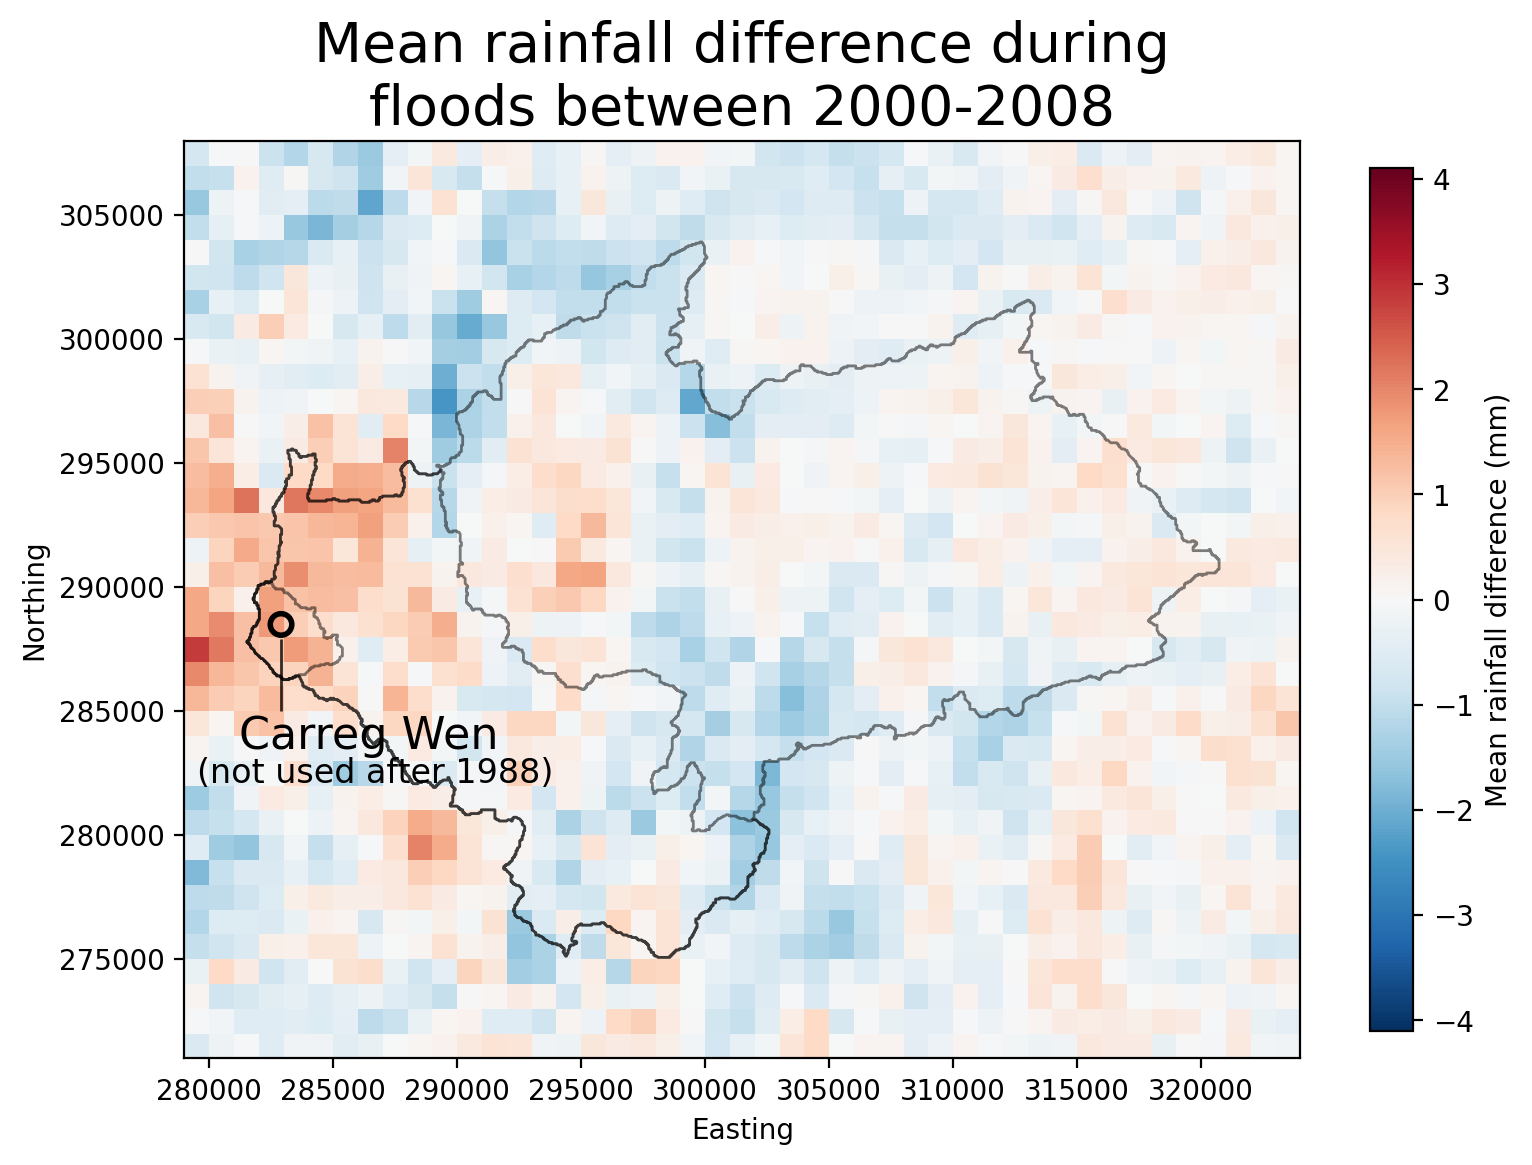 Mean rainfall difference during
floods between 2000-2008
305000
300000
295000
290000
285000
280000
275000
Northing
Carreg Wen
(not used after 1988)
280000 285000 290000 295000 300000 305000 310000 315000 320000
Easting
4
3
2
1
0
−1
−2
−3
−4
Mean rainfall difference (mm)